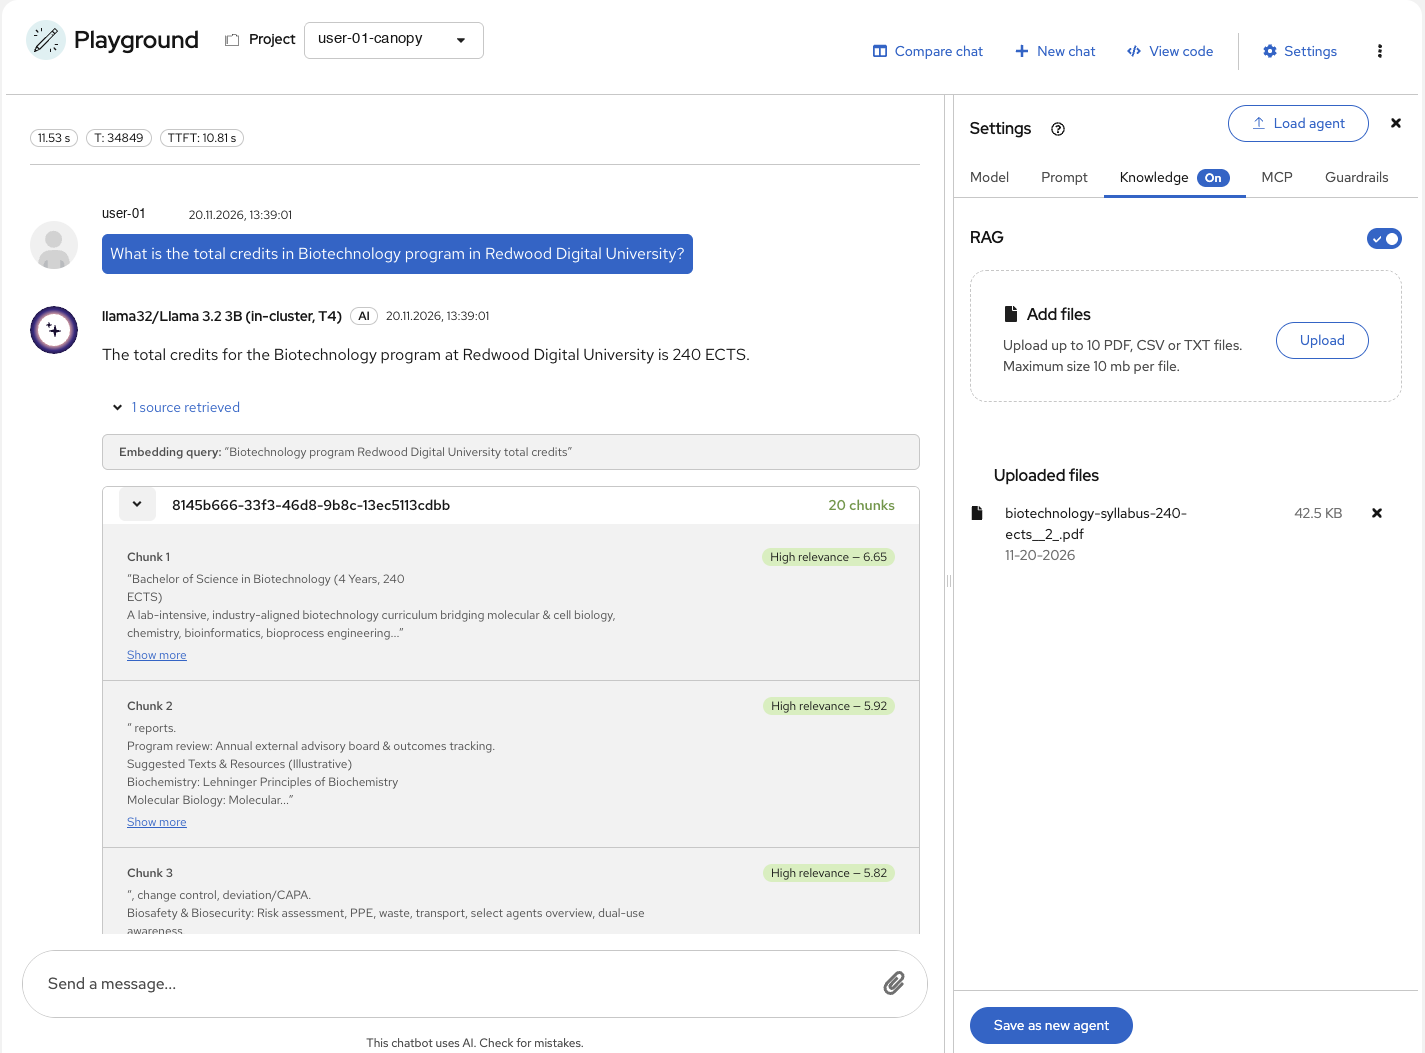 Playground
Project
user-01-canopy
Compare chat
New chat
View code
Settings
11.53 s
T: 34849
TTFT: 10.81 s
user-01
20.11.2026, 13:39:01
What is the total credits in Biotechnology program in Redwood Digital University?
llama32/Llama 3.2 3B (in-cluster, T4)
AI
20.11.2026, 13:39:01
The total credits for the Biotechnology program at Redwood Digital University is 240 ECTS.
1 source retrieved
Embedding query: “Biotechnology program Redwood Digital University total credits”
8145b666-33f3-46d8-9b8c-13ec5113cdbb
20 chunks
Chunk 1
High relevance – 6.65
“Bachelor of Science in Biotechnology (4 Years, 240
ECTS)
A lab-intensive, industry-aligned biotechnology curriculum bridging molecular & cell biology,
chemistry, bioinformatics, bioprocess engineering...”
Show more
Chunk 2
High relevance – 5.92
“ reports.
Program review: Annual external advisory board & outcomes tracking.
Suggested Texts & Resources (Illustrative)
Biochemistry: Lehninger Principles of Biochemistry
Molecular Biology: Molecular...”
Show more
Chunk 3
High relevance – 5.82
“, change control, deviation/CAPA.
Biosafety & Biosecurity: Risk assessment, PPE, waste, transport, select agents overview, dual-use
awareness
Send a message...
This chatbot uses AI. Check for mistakes.
Settings
Load agent
Model
Prompt
Knowledge
On
MCP
Guardrails
RAG
Add files
Upload up to 10 PDF, CSV or TXT files.
Maximum size 10 mb per file.
Upload
Uploaded files
biotechnology-syllabus-240-
ects__2_.pdf
42.5 KB
11-20-2026
Save as new agent